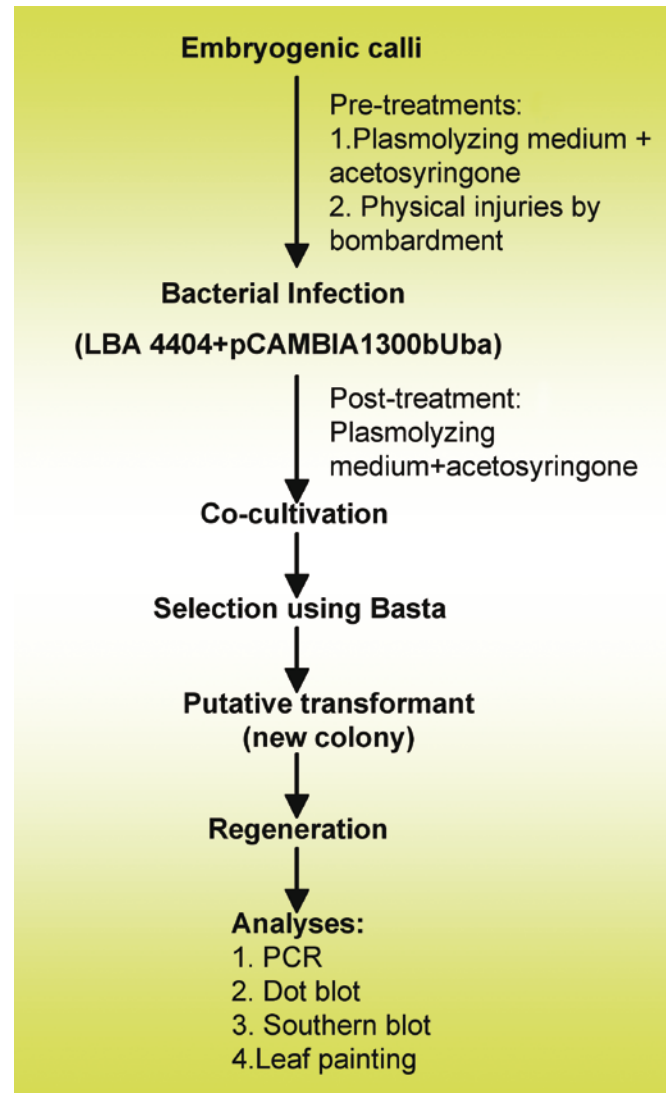 Embryogenic calli
Pre-treatments:
1.Plasmolyzing medium +
acetosyringone
2. Physical injuries by
bombardment
Bacterial Infection
(LBA 4404+pCAMBIA1300bUba)
Post-treatment:
Plasmolyzing
medium+acetosyringone
Co-cultivation
Selection using Basta
Putative transformant
(new colony)
Regeneration
Analyses:
1. PCR
2. Dot blot
3. Southern blot
4.Leaf painting